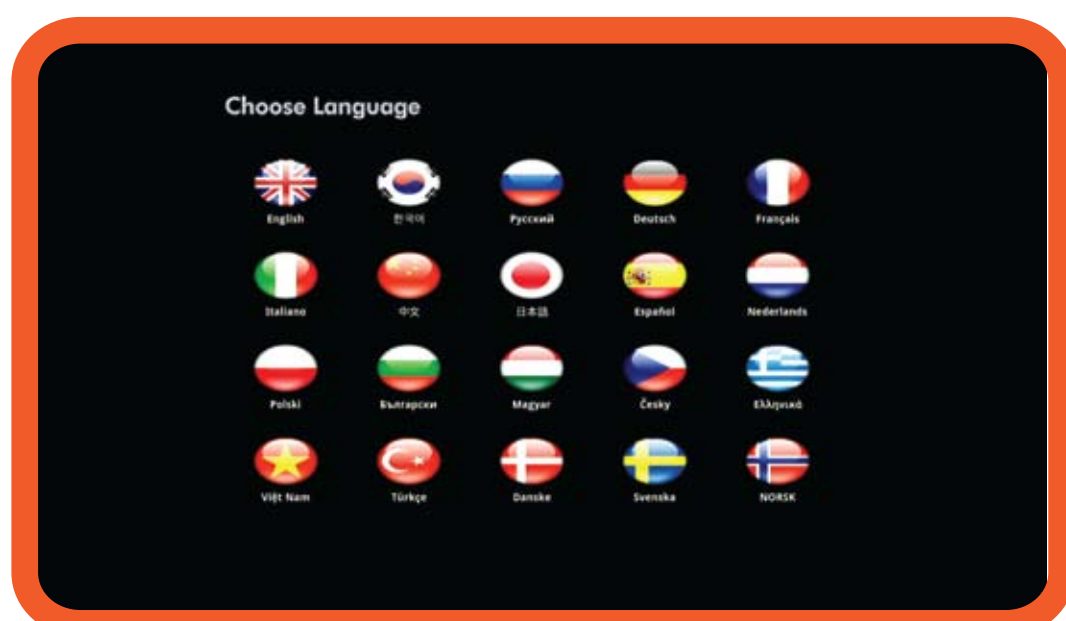 Choose Language
English 한국어 Русский Deutsch Français
Italiano 中文 日本語 Español Nederlands
Polski Български Magyar Česky Ελληνικά
Việt Nam Türkçe Danske Svenska NORSK